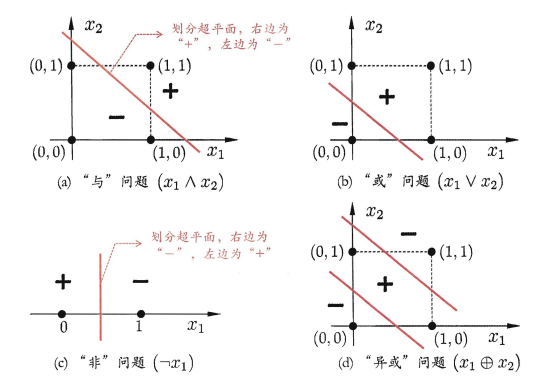 x₂
划分超平面，右边为
“+”，左边为“−”
(0, 1)
(1, 1)
+
−
(0,0)
(1,0)
x₁
(a) “与” 问题 (x₁ ∧ x₂)
x₂
(0, 1)
(1, 1)
+
−
(0,0)
(1,0)
x₁
(b) “或” 问题 (x₁ ∨ x₂)
划分超平面，右边为
“−”，左边为“+”
+
−
0
1
x₁
(c) “非” 问题 (¬x₁)
x₂
−
(0, 1)
(1, 1)
+
−
(0,0)
(1,0)
x₁
(d) “异或” 问题 (x₁ ⊕ x₂)